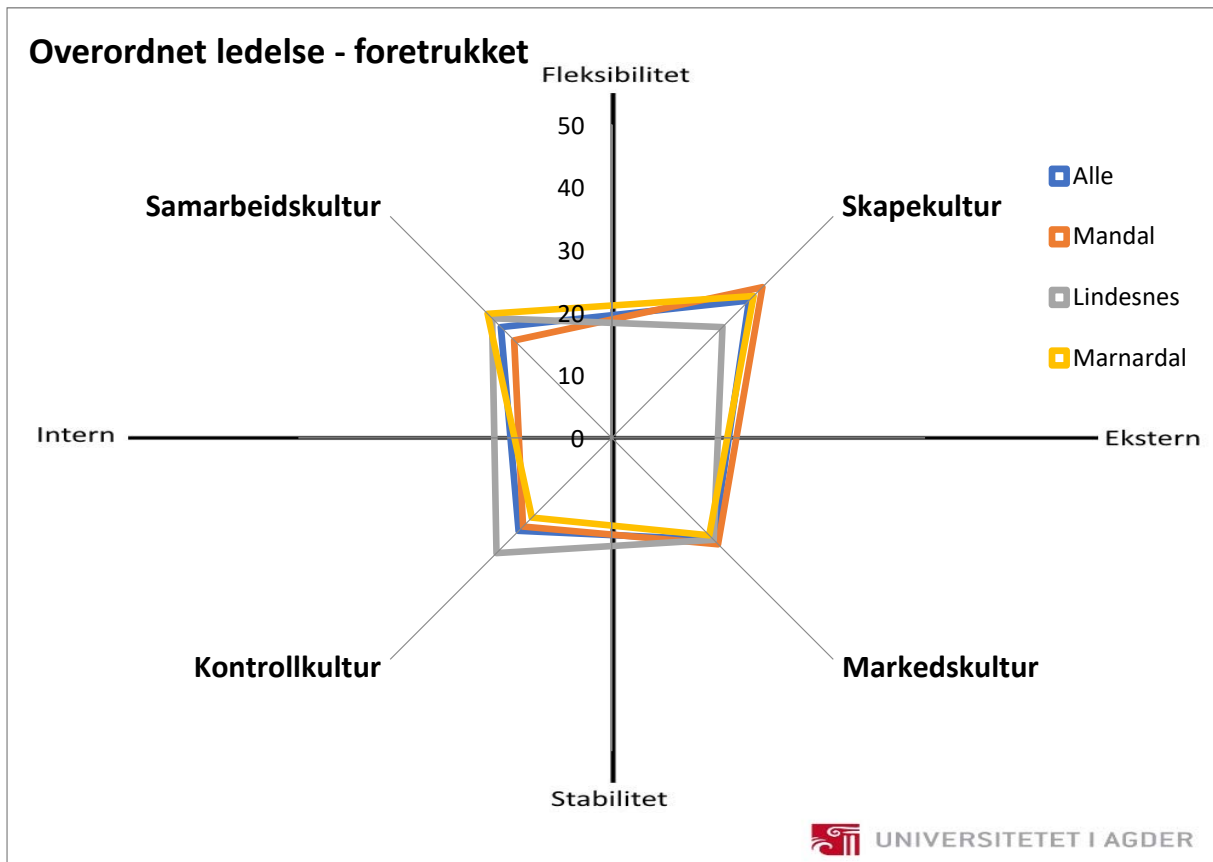 Overordnet ledelse - foretrukket
Fleksibilitet
50
40
30
20
10
0
Samarbeidskultur
Skapekultur
Alle
Mandal
Lindesnes
Marnardal
Intern
Ekstern
Kontrollkultur
Markedskultur
Stabilitet
UNIVERSITETET I AGDER